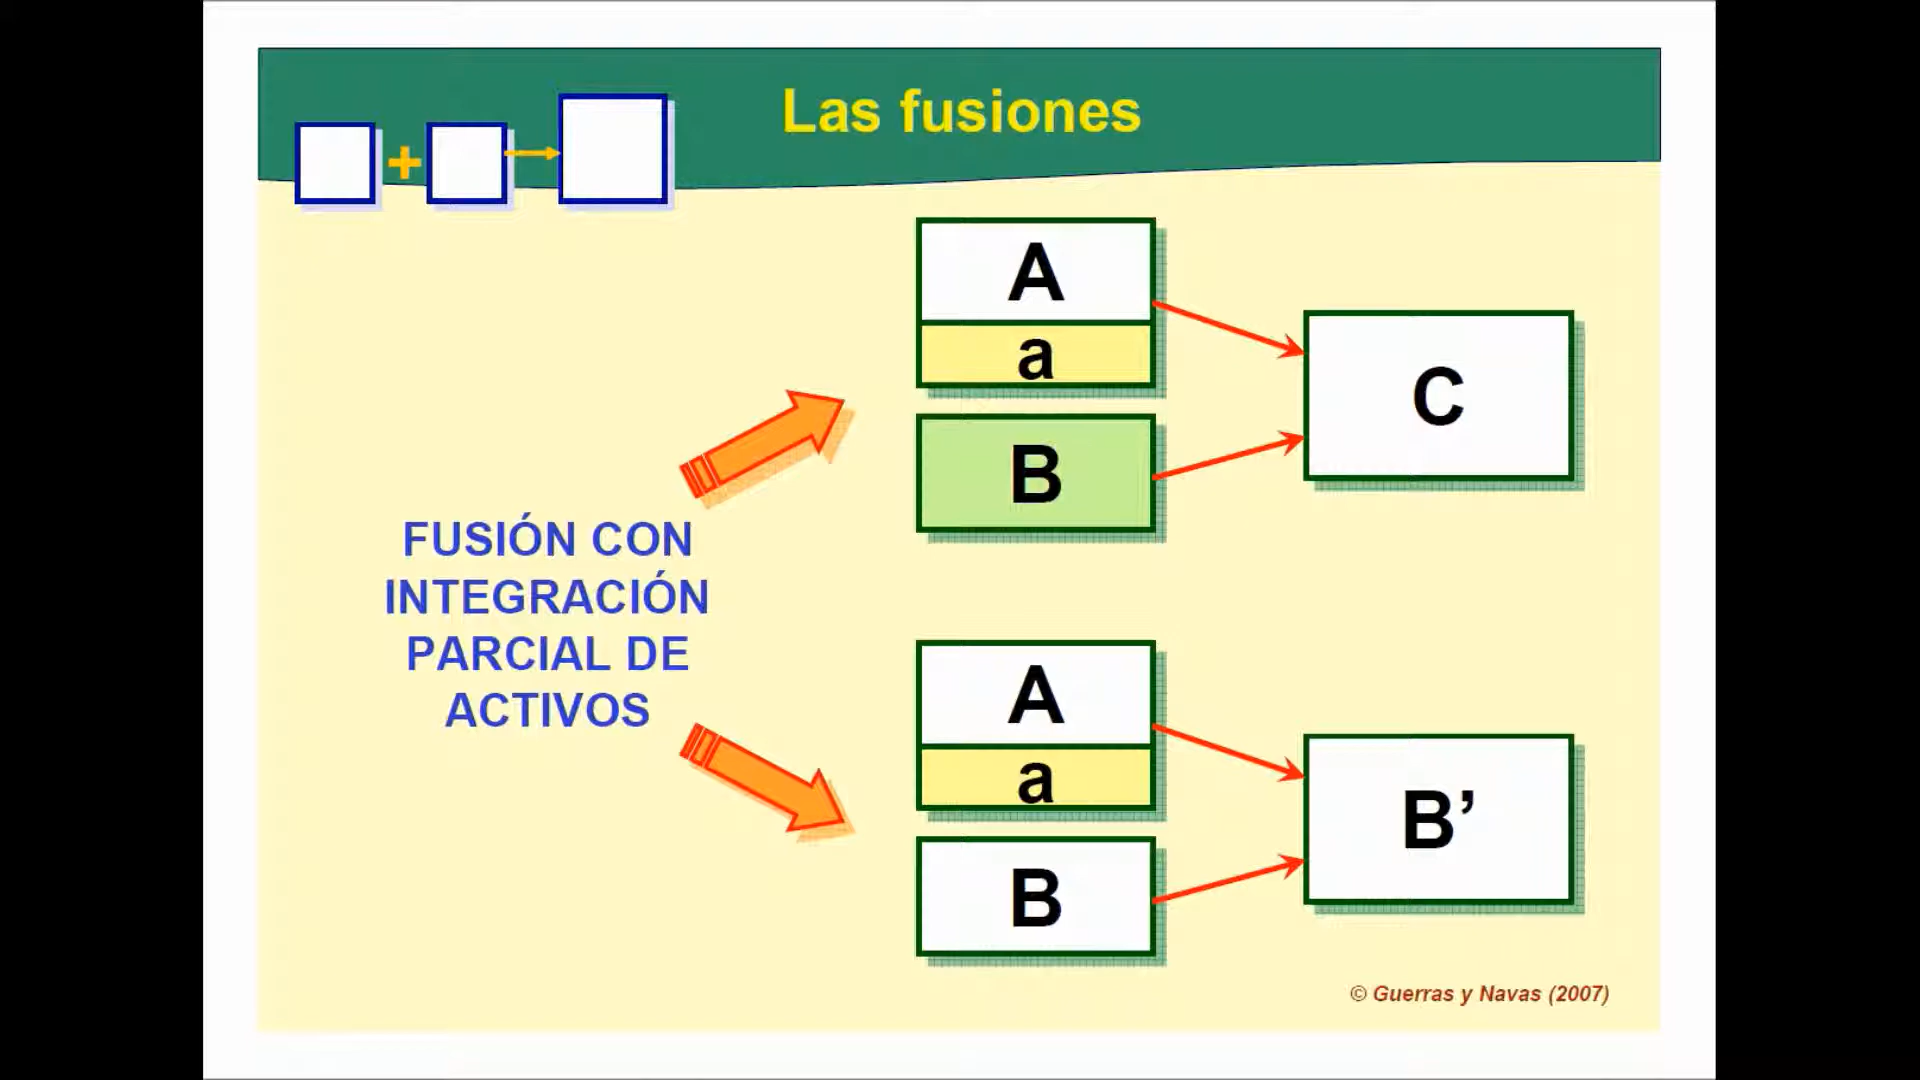 Las fusiones
+
A
a
B
C
FUSIÓN CON
INTEGRACIÓN
PARCIAL DE
ACTIVOS
A
a
B
B’
© Guerras y Navas (2007)